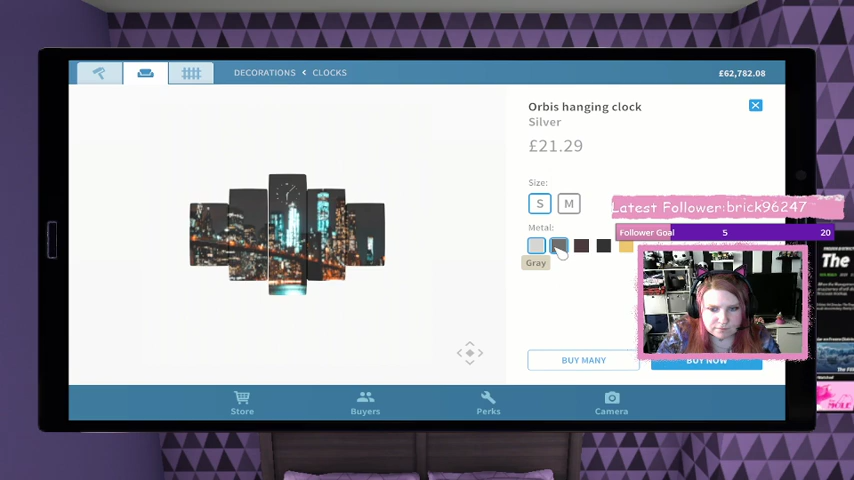 DECORATIONS < CLOCKS
£62,782.08
Orbis hanging clock
Silver
£21.29
Size:
S
M
Latest Follower:brick96247
Metal:
Follower Goal
5
20
Gray
BUY MANY
BUY NOW
Store
Buyers
Perks
Camera